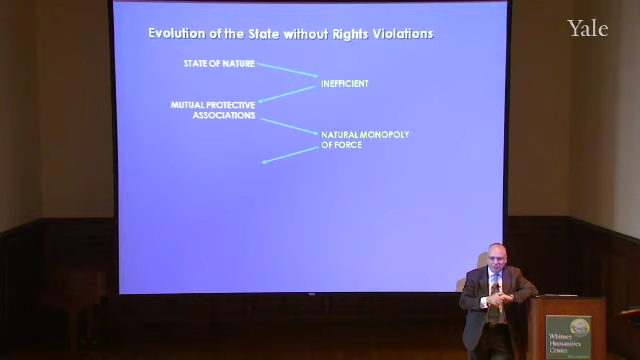 Yale
Evolution of the State without Rights Violations
STATE OF NATURE
INEFFICIENT
MUTUAL PROTECTIVE
ASSOCIATIONS
NATURAL MONOPOLY
OF FORCE
Whitney
Humanities
Center